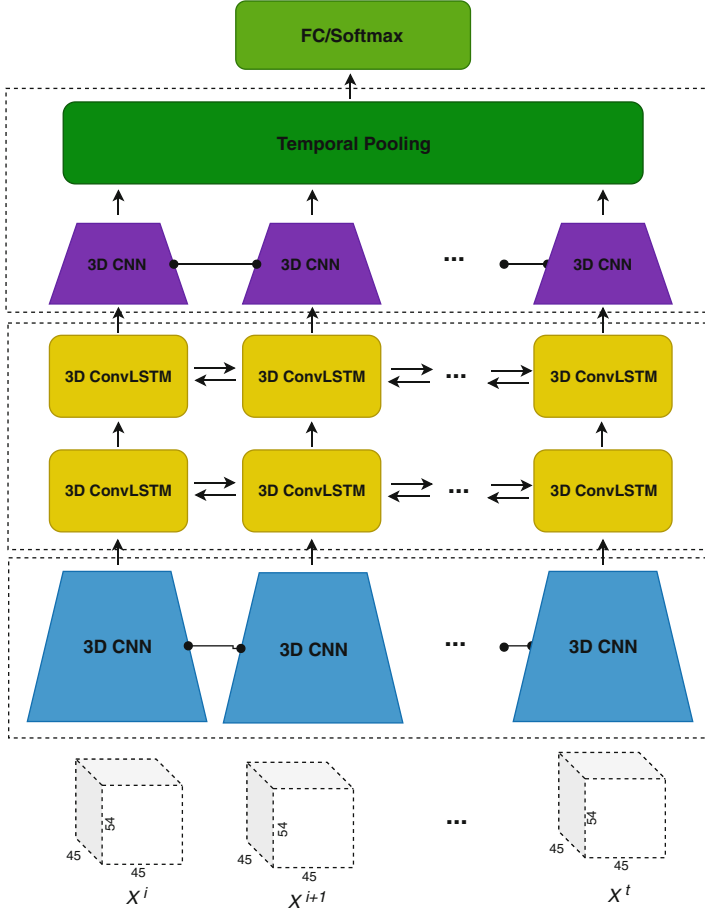 FC/Softmax
Temporal Pooling
3D CNN 3D CNN ... 3D CNN
3D ConvLSTM 3D ConvLSTM ... 3D ConvLSTM
3D ConvLSTM 3D ConvLSTM ... 3D ConvLSTM
3D CNN 3D CNN ... 3D CNN
54 54 ... 54
45 45 45 45 45 45
X^i X^{i+1} X^t